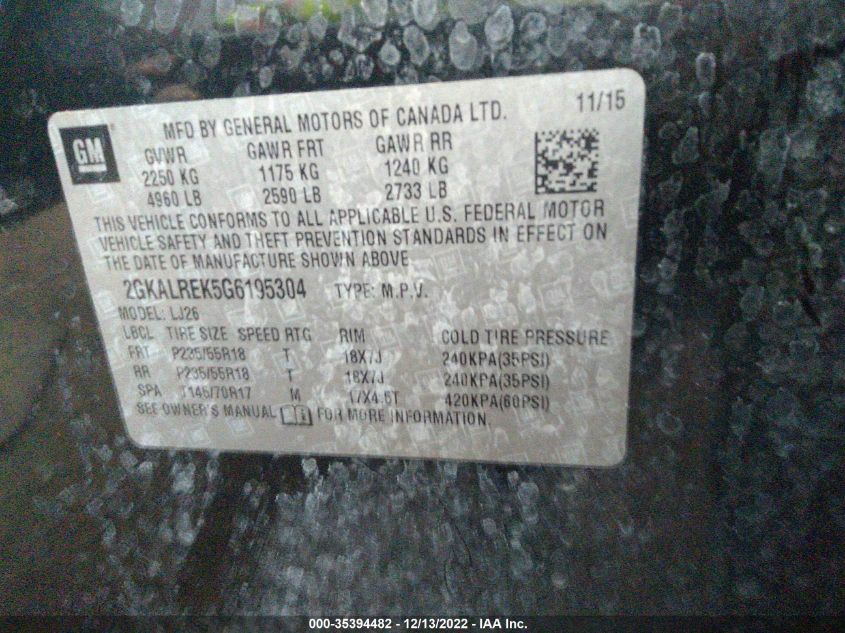 GM
MFD BY GENERAL MOTORS OF CANADA LTD. 11/15
GVWR GAWR FRT GAWR RR
2250 KG 1175 KG 1240 KG
4960 LB 2590 LB 2733 LB
THIS VEHICLE CONFORMS TO ALL APPLICABLE U.S. FEDERAL MOTOR
VEHICLE SAFETY AND THEFT PREVENTION STANDARDS IN EFFECT ON
THE DATE OF MANUFACTURE SHOWN ABOVE
2GKALREK5G6195304 TYPE: M.P.V.
MODEL: LJ26
LBCL TIRE SIZE SPEED RTG RIM COLD TIRE PRESSURE
FRT P235/55R18 T 18X7J 240KPA(35PSI)
RR P235/55R18 T 18X7J 240KPA(35PSI)
SPA T145/70R17 M 17X4.5T 420KPA(60PSI)
SEE OWNER'S MANUAL FOR MORE INFORMATION.
000-35394482 - 12/13/2022 - IAA Inc.